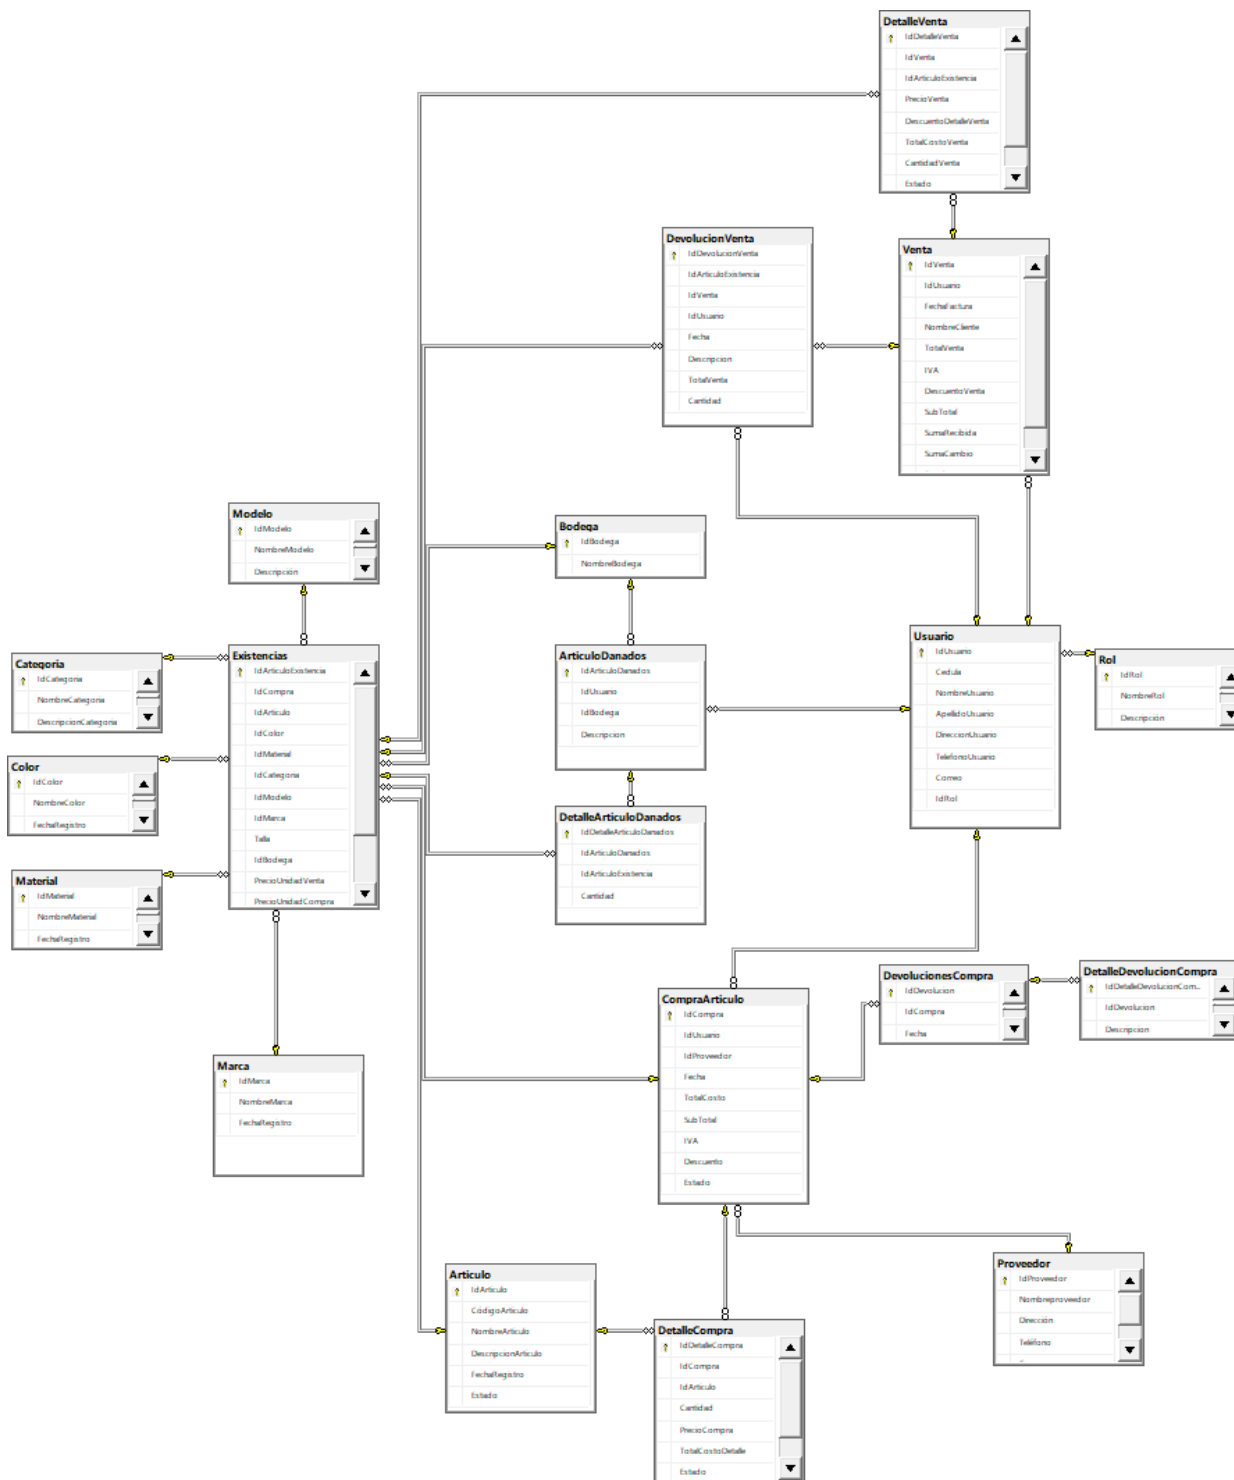 DetalleVenta
IdDetalleVenta
IdVenta
IdArticuloExistencia
PrecioVenta
DescuentoDetalleVenta
TotalCostoVenta
CantidadVenta
Estado
DevolucionVenta
IdDevolucionVenta
IdArticuloExistencia
IdVenta
IdUsuario
Fecha
Descripcion
TotalVenta
Cantidad
Venta
IdVenta
IdUsuario
FechaFactura
NombreCliente
TotalVenta
IVA
DescuentoVenta
SubTotal
SumaRecibida
SumaCambio
Modelo
IdModelo
NombreModelo
Descripción
Bodega
IdBodega
NombreBodega
Categoria
IdCategoria
NombreCategoria
DescripcionCategoria
Existencias
IdArticuloExistencia
IdCompra
IdArticulo
IdColor
IdMaterial
IdCategoria
IdModelo
IdMarca
Talla
IdBodega
PrecioUnidadVenta
PrecioUnidadCompra
ArticuloDanados
IdArticuloDanados
IdUsuario
IdBodega
Descripcion
Usuario
IdUsuario
Cedula
NombreUsuario
ApellidoUsuario
DireccionUsuario
TelefonoUsuario
Correo
IdRol
Rol
IdRol
NombreRol
Descripción
Color
IdColor
NombreColor
FechaRegistro
Material
IdMaterial
NombreMaterial
FechaRegistro
DetalleArticuloDanados
IdDetalleArticuloDanados
IdArticuloDanados
IdArticuloExistencia
Cantidad
Marca
IdMarca
NombreMarca
FechaRegistro
CompraArticulo
IdCompra
IdUsuario
IdProveedor
Fecha
TotalCosto
SubTotal
IVA
Descuento
Estado
DevolucionesCompra
IdDevolucion
IdCompra
Fecha
DetalleDevolucionCompra
IdDetalleDevolucionCom...
IdDevolucion
Descripcion
Articulo
IdArticulo
CódigoArticulo
NombreArticulo
DescripcionArticulo
FechaRegistro
Estado
DetalleCompra
IdDetalleCompra
IdCompra
IdArticulo
Cantidad
PrecioCompra
TotalCostoDetalle
Estado
Proveedor
IdProveedor
Nombreproveedor
Dirección
Teléfono